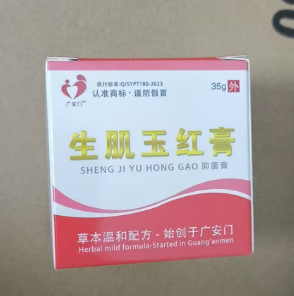 执行标准:Q/SYPT180-2023
认准商标·谨防假冒
广安门
35g 外
生肌玉红膏
SHENG JI YU HONG GAO 抑菌膏
草本温和配方-始创于广安门
Herbal mild formula-Started in Guang'anmen